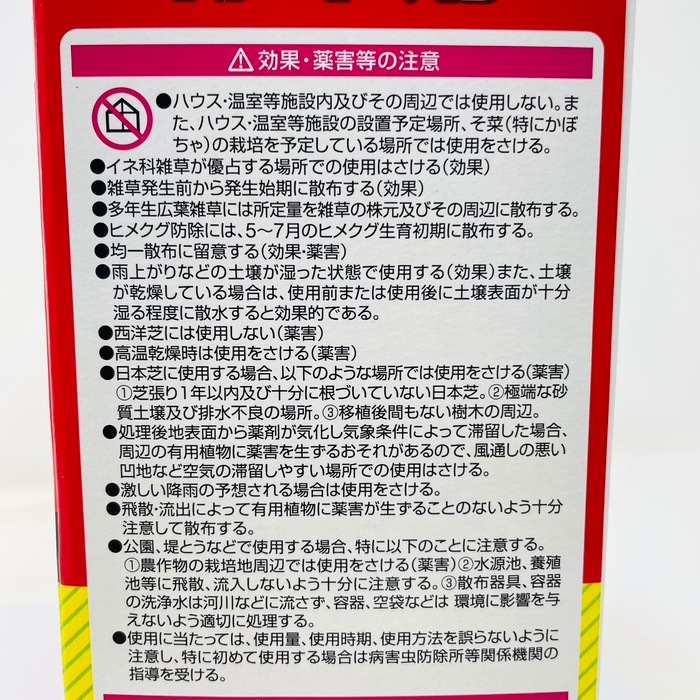 ⚠効果・薬害等の注意
●ハウス・温室等施設内及びその周辺では使用しない。ま
た、ハウス・温室等施設の設置予定場所、そ菜（特にかぼ
ちゃ）の栽培を予定している場所では使用をさける。
●イネ科雑草が優占する場所での使用はさける（効果）
●雑草発生前から発生始期に散布する（効果）
●多年生広葉雑草には所定量を雑草の株元及びその周辺に散布する。
●ヒメクグ防除には、5～7月のヒメクグ生育初期に散布する。
●均一散布に留意する（効果・薬害）
●雨上がりなどの土壌が湿った状態で使用する（効果）また、土壌
が乾燥している場合は、使用前または使用後に土壌表面が十分
湿る程度に散水すると効果的である。
●西洋芝には使用しない（薬害）
●高温乾燥時は使用をさける（薬害）
●日本芝に使用する場合、以下のような場所では使用をさける（薬害）
①芝張り1年以内及び十分に根づいていない日本芝。②極端な砂
質土壌及び排水不良の場所。③移植後間もない樹木の周辺。
●処理後地表面から薬剤が気化し気象条件によって滞留した場合、
周辺の有用植物に薬害を生ずるおそれがあるので、風通しの悪い
凹地など空気の滞留しやすい場所での使用はさける。
●激しい降雨の予想される場合は使用をさける。
●飛散・流出によって有用植物に薬害が生ずることのないよう十分
注意して散布する。
●公園、堤とうなどで使用する場合、特に以下のことに注意する。
①農作物の栽培地周辺では使用をさける（薬害）②水源池、養殖
池等に飛散、流入しないよう十分に注意する。③散布器具、容器
の洗浄水は河川などに流さず、容器、空袋などは 環境に影響を与
えないよう適切に処理する。
●使用に当たっては、使用量、使用時期、使用方法を誤らないように
注意し、特に初めて使用する場合は病害虫防除所等関係機関の
指導を受ける。